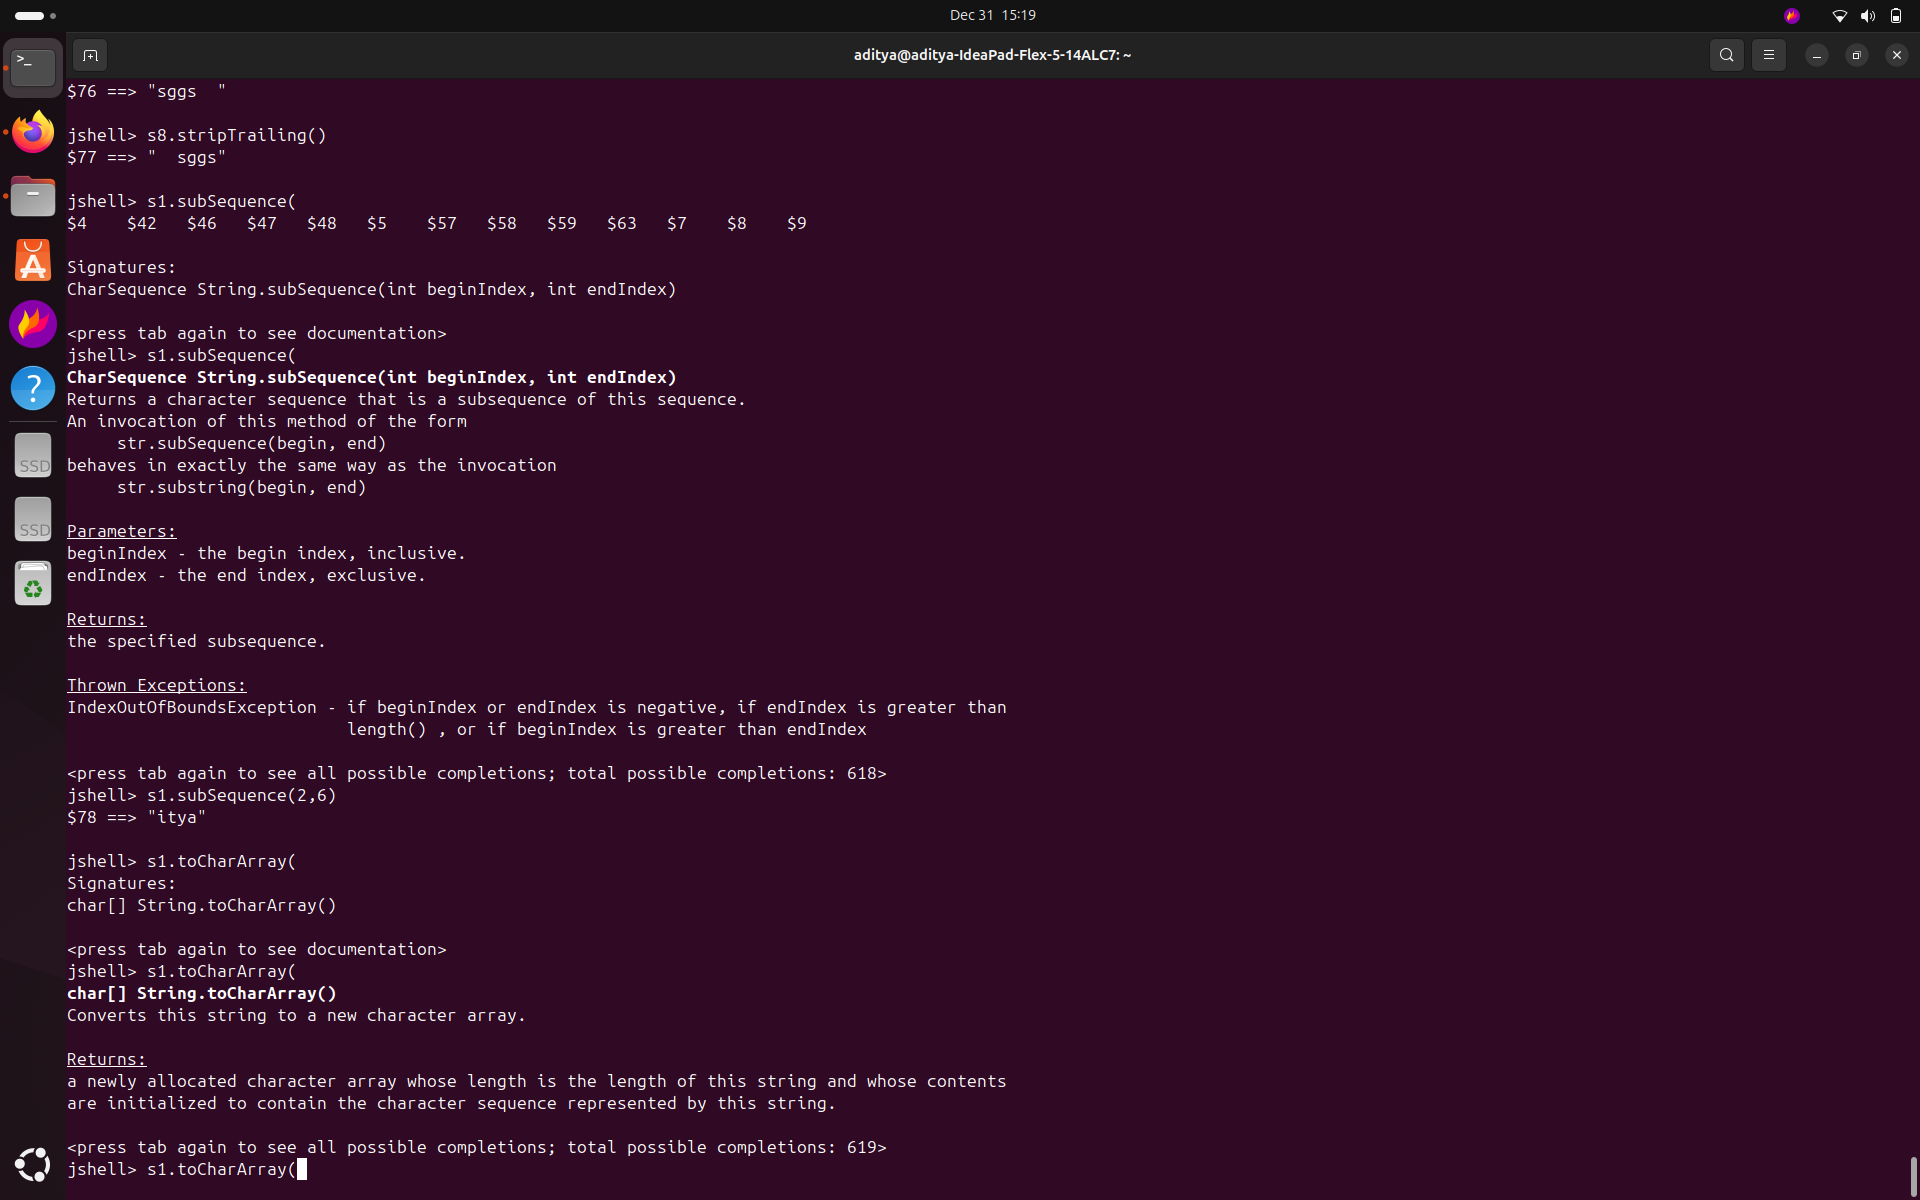 Dec 31 15:19
aditya@aditya-IdeaPad-Flex-5-14ALC7: ~
$76 ==> "sggs  "
jshell> s8.stripTrailing()
$77 ==> "  sggs"
jshell> s1.subSequence(
$4    $42   $46   $47   $48   $5    $57   $58   $59   $63   $7    $8    $9
Signatures:
CharSequence String.subSequence(int beginIndex, int endIndex)
<press tab again to see documentation>
jshell> s1.subSequence(
CharSequence String.subSequence(int beginIndex, int endIndex)
Returns a character sequence that is a subsequence of this sequence.
An invocation of this method of the form
     str.subSequence(begin, end)
behaves in exactly the same way as the invocation
     str.substring(begin, end)
SSD
SSD
Parameters:
beginIndex - the begin index, inclusive.
endIndex - the end index, exclusive.
Returns:
the specified subsequence.
Thrown Exceptions:
IndexOutOfBoundsException - if beginIndex or endIndex is negative, if endIndex is greater than
                            length() , or if beginIndex is greater than endIndex
<press tab again to see all possible completions; total possible completions: 618>
jshell> s1.subSequence(2,6)
$78 ==> "itya"
jshell> s1.toCharArray(
Signatures:
char[] String.toCharArray()
<press tab again to see documentation>
jshell> s1.toCharArray(
char[] String.toCharArray()
Converts this string to a new character array.
Returns:
a newly allocated character array whose length is the length of this string and whose contents
are initialized to contain the character sequence represented by this string.
<press tab again to see all possible completions; total possible completions: 619>
jshell> s1.toCharArray(